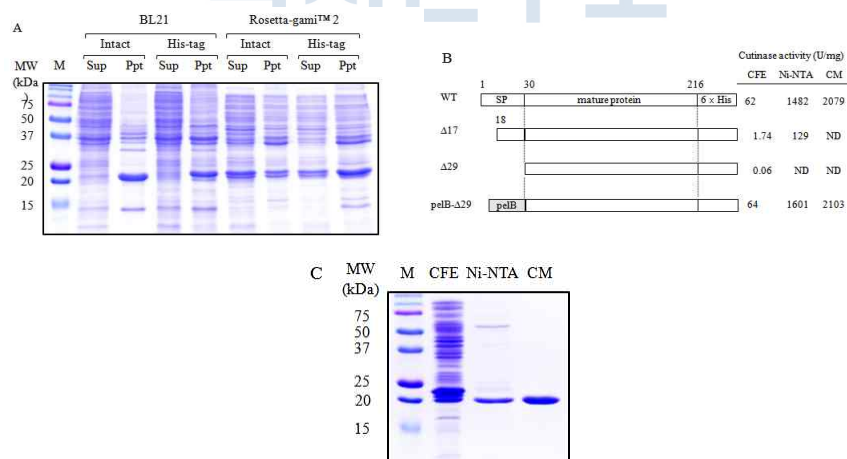 A
BL21 Rosetta-gami™ 2
Intact His-tag Intact His-tag
MW M Sup Ppt Sup Ppt Sup Ppt Sup Ppt
(kDa
)
75
50
37
25
20
15
B
Cutinase activity (U/mg)
CFE Ni-NTA CM
1 30 216
WT SP mature protein 6 × His 62 1482 2079
18
Δ17 1.74 129 ND
Δ29 0.06 ND ND
pelB-Δ29 pelB 64 1601 2103
C MW M CFE Ni-NTA CM
(kDa)
75
50
37
25
20
15